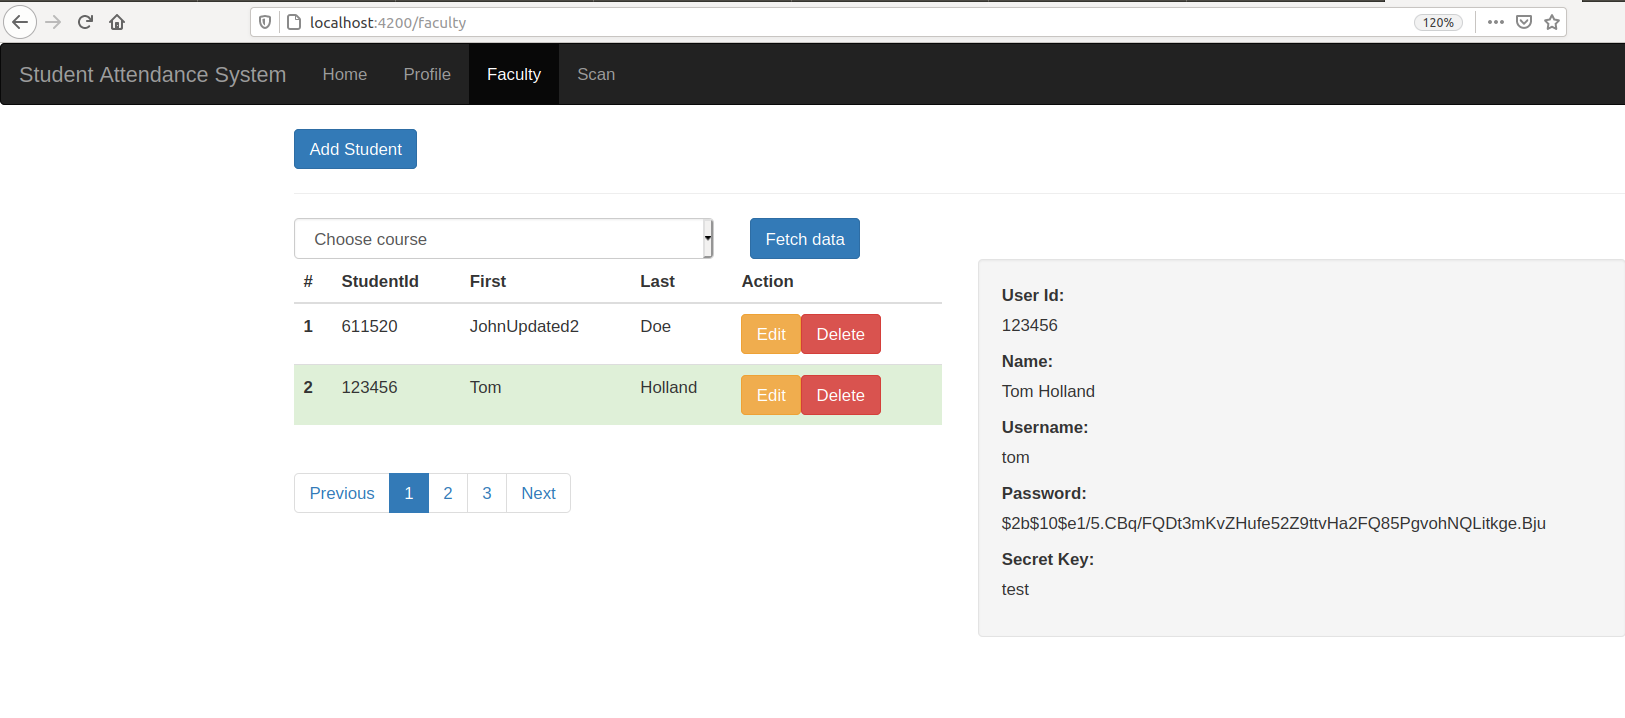 localhost:4200/faculty 120%
Student Attendance System Home Profile Faculty Scan
Add Student
Choose course Fetch data
# StudentId First Last Action
1 611520 JohnUpdated2 Doe Edit Delete
2 123456 Tom Holland Edit Delete
Previous 1 2 3 Next
User Id:
123456
Name:
Tom Holland
Username:
tom
Password:
$2b$10$e1/5.CBq/FQDt3mKvZHufe52Z9ttvHa2FQ85PgvohNQLitkge.Bju
Secret Key:
test